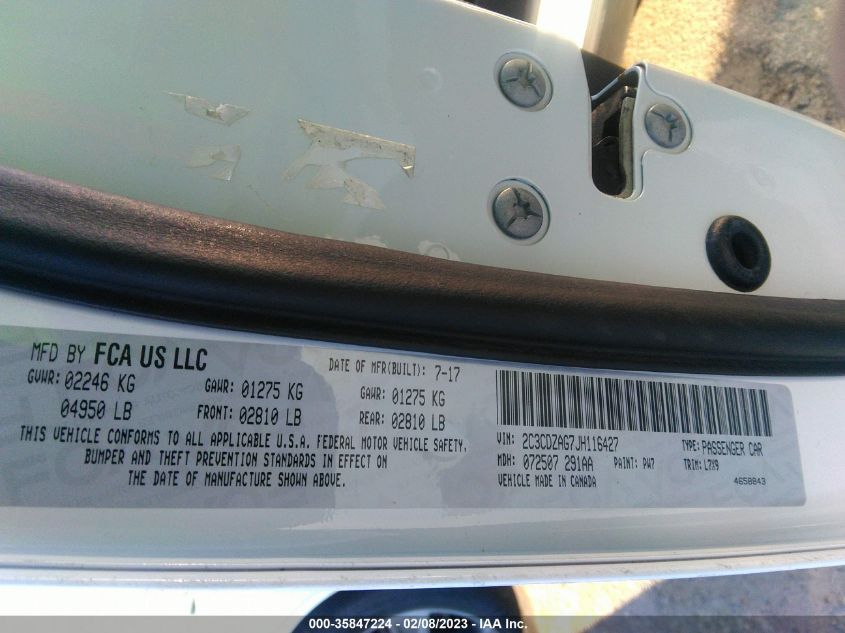 MFD BY FCA US LLC
DATE OF MFR(BUILT): 7-17
GVWR: 02246 KG GAWR: 01275 KG GAWR: 01275 KG
04950 LB FRONT: 02810 LB REAR: 02810 LB
THIS VEHICLE CONFORMS TO ALL APPLICABLE U.S.A. FEDERAL MOTOR VEHICLE SAFETY,
BUMPER AND THEFT PREVENTION STANDARDS IN EFFECT ON
THE DATE OF MANUFACTURE SHOWN ABOVE.
VIN: 2C3CDZAG7JH116427 TYPE: PASSENGER CAR
MDH: 072507 291AA PAINT: PW7 TRIM: L7X9
VEHICLE MADE IN CANADA 4658843
000-35847224 - 02/08/2023 - IAA Inc.